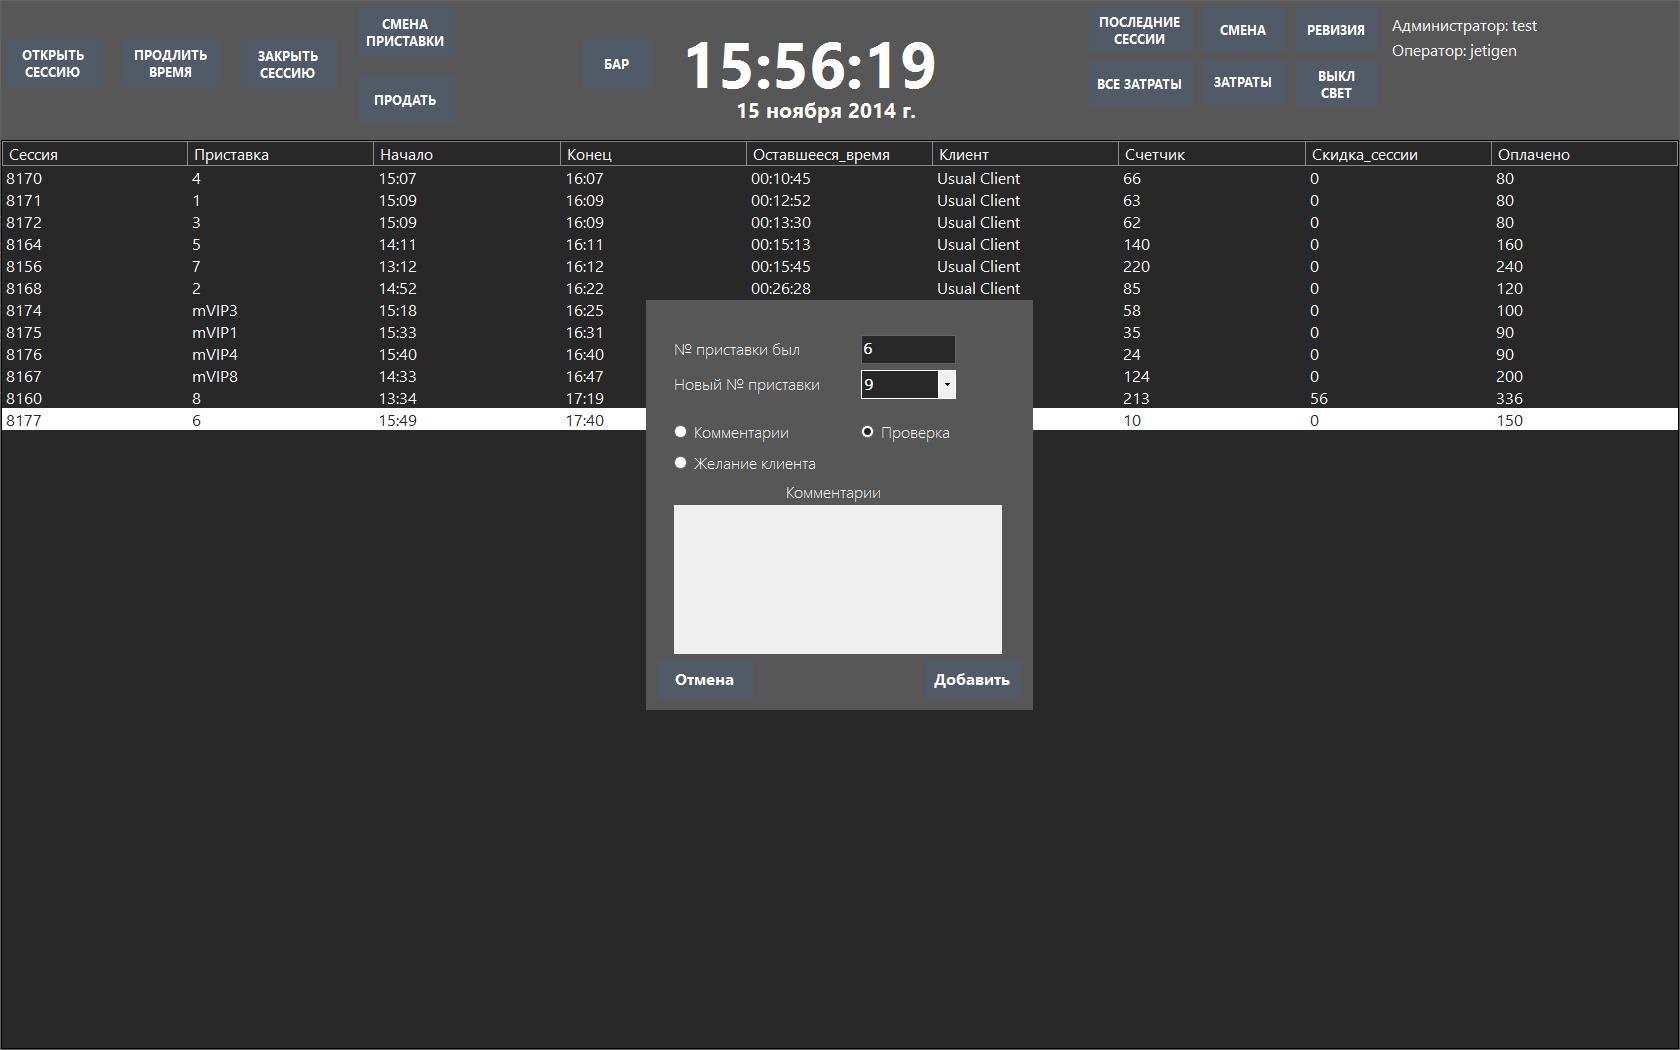 ОТКРЫТЬ СЕССИЮ
ПРОДЛИТЬ ВРЕМЯ
ЗАКРЫТЬ СЕССИЮ
СМЕНА ПРИСТАВКИ
ПРОДАТЬ
БАР
15:56:19
15 ноября 2014 г.
ПОСЛЕДНИЕ СЕССИИ
СМЕНА
РЕВИЗИЯ
ВСЕ ЗАТРАТЫ
ЗАТРАТЫ
ВЫКЛ СВЕТ
Администратор: test
Оператор: jetigen
Сессия Приставка Начало Конец Оставшееся_время Клиент Счетчик Скидка_сессии Оплачено
8170 4 15:07 16:07 00:10:45 Usual Client 66 0 80
8171 1 15:09 16:09 00:12:52 Usual Client 63 0 80
8172 3 15:09 16:09 00:13:30 Usual Client 62 0 80
8164 5 14:11 16:11 00:15:13 Usual Client 140 0 160
8156 7 13:12 16:12 00:15:45 Usual Client 220 0 240
8168 2 14:52 16:22 00:26:28 Usual Client 85 0 120
8174 mVIP3 15:18 16:25 58 0 100
8175 mVIP1 15:33 16:31 35 0 90
8176 mVIP4 15:40 16:40 24 0 90
8167 mVIP8 14:33 16:47 124 0 200
8160 8 13:34 17:19 213 56 336
8177 6 15:49 17:40 10 0 150
№ приставки был 6
Новый № приставки 9
Комментарии Проверка
Желание клиента
Комментарии
Отмена Добавить